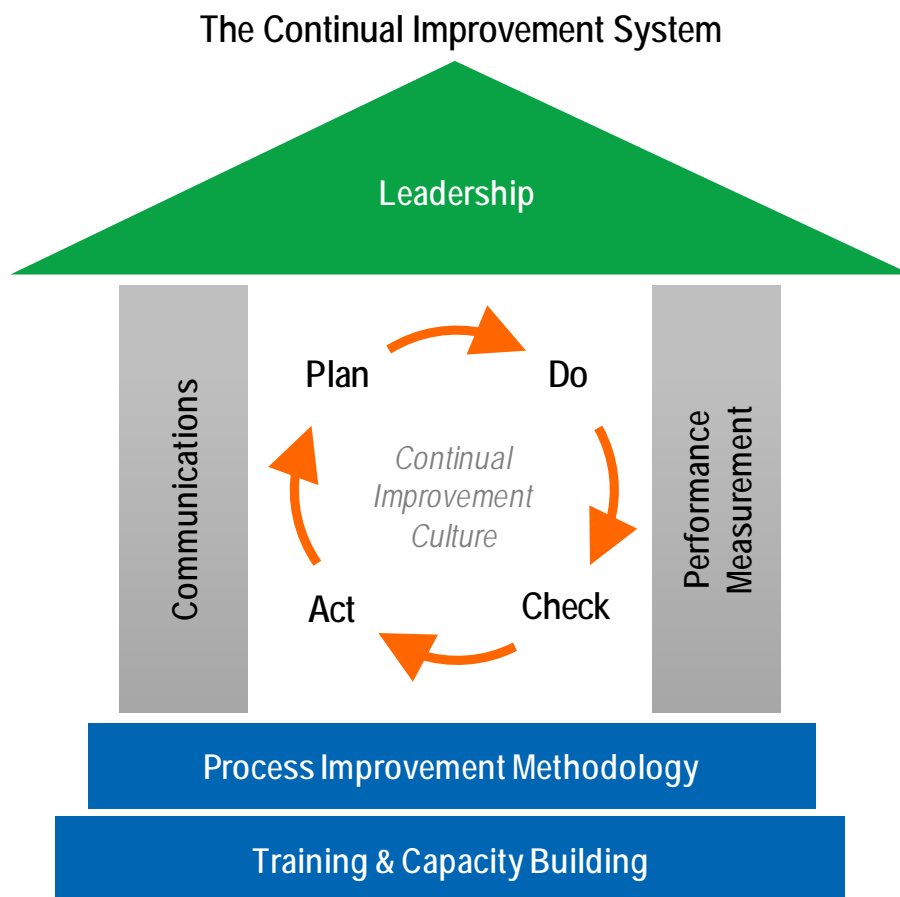 The Continual Improvement System
Leadership
Communications
Plan
Do
Continual
Improvement
Culture
Act
Check
Performance
Measurement
Process Improvement Methodology
Training & Capacity Building